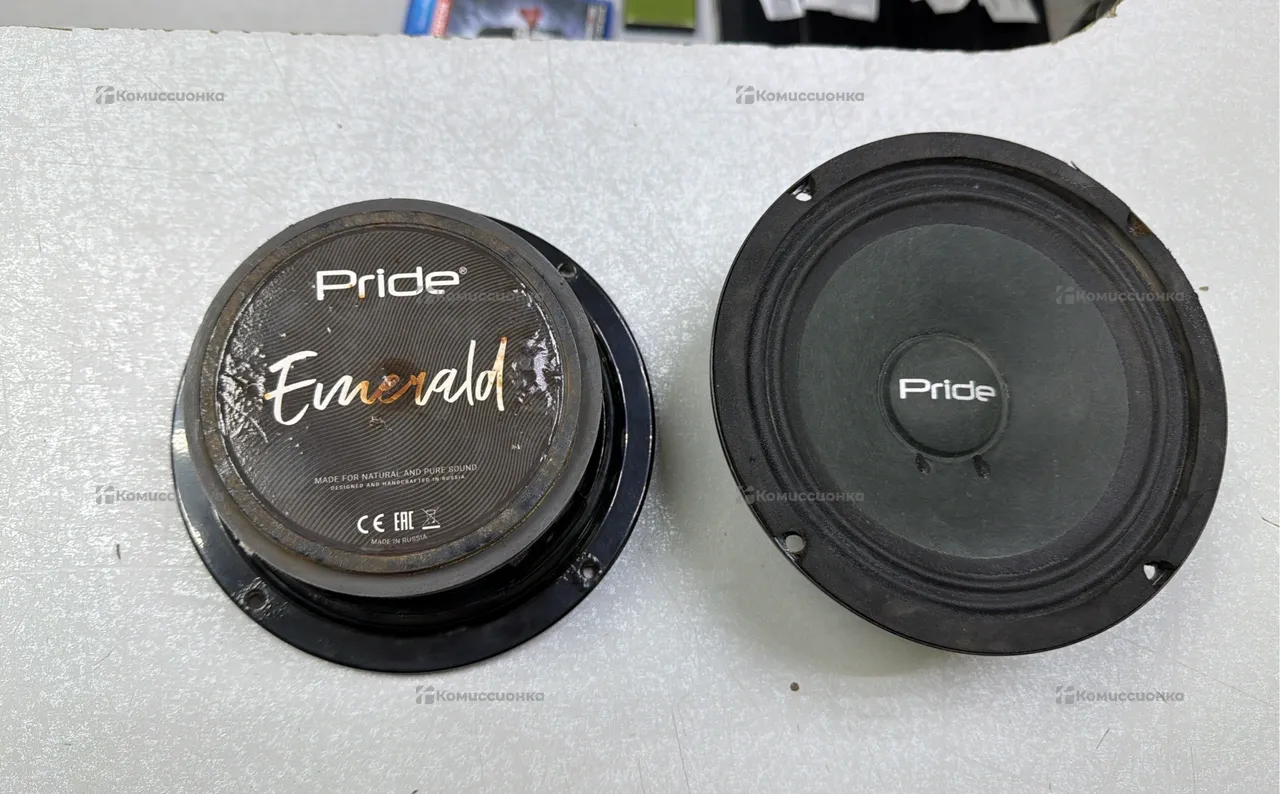 Комиссионка
Комиссионка
Pride®
Emerald
MADE FOR NATURAL AND PURE SOUND
DESIGNED AND HANDCRAFTED IN RUSSIA
CE EAC
MADE IN RUSSIA
Комиссионка
Комиссионка
Pride
Комисс
Комиссионка
Комиссионка
Комиссионка